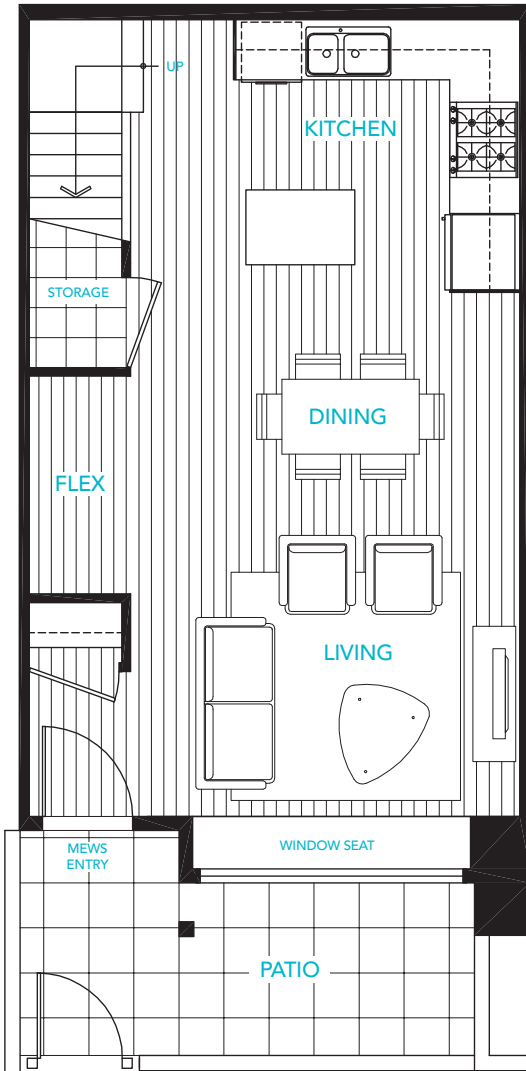 UP
KITCHEN
STORAGE
DINING
FLEX
LIVING
MEWS
ENTRY
WINDOW SEAT
PATIO